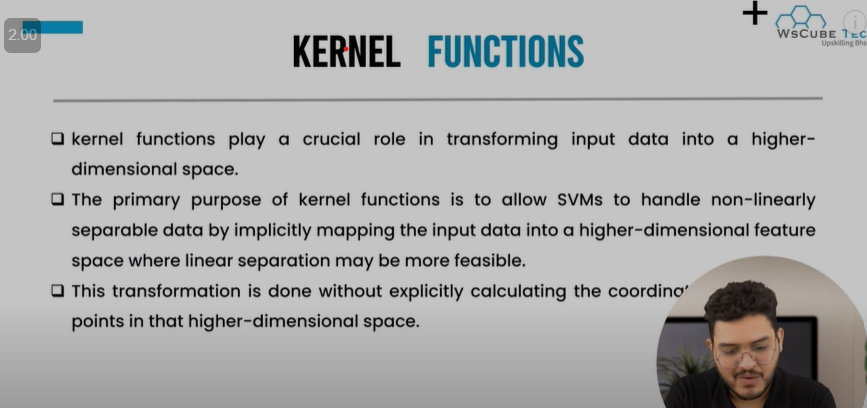 2.00
KERNEL FUNCTIONS
WsCube Tec
Upskilling Bha
❑ kernel functions play a crucial role in transforming input data into a higher-
dimensional space.
❑ The primary purpose of kernel functions is to allow SVMs to handle non-linearly
separable data by implicitly mapping the input data into a higher-dimensional feature
space where linear separation may be more feasible.
❑ This transformation is done without explicitly calculating the
points in that higher-dimensional space.